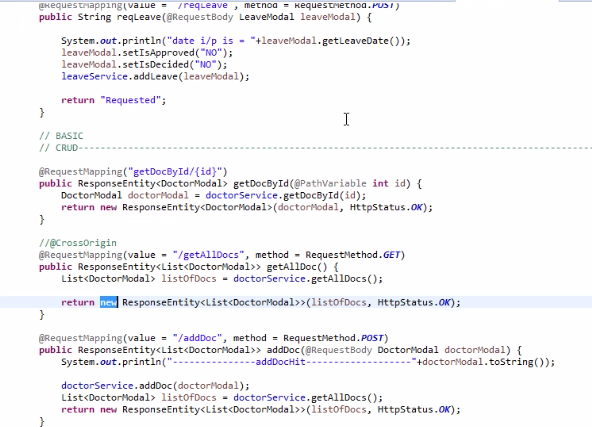 @RequestMapping(value = "/reqLeave", method = RequestMethod.POST)
public String reqLeave(@RequestBody LeaveModal leaveModal) {
System.out.println("date i/p is = "+leaveModal.getLeaveDate());
leaveModal.setIsApproved("NO");
leaveModal.setIsDecided("NO");
leaveService.addLeave(leaveModal);
return "Requested";
}
// BASIC
// CRUD--------------------------------------------------------------------------------------
@RequestMapping("getDocById/{id}")
public ResponseEntity<DoctorModal> getDocById(@PathVariable int id) {
DoctorModal doctorModal = doctorService.getDocById(id);
return new ResponseEntity<DoctorModal>(doctorModal, HttpStatus.OK);
}
//@CrossOrigin
@RequestMapping(value = "/getAllDocs", method = RequestMethod.GET)
public ResponseEntity<List<DoctorModal>> getAllDoc() {
List<DoctorModal> listOfDocs = doctorService.getAllDocs();
return new ResponseEntity<List<DoctorModal>>(listOfDocs, HttpStatus.OK);
}
@RequestMapping(value = "/addDoc", method = RequestMethod.POST)
public ResponseEntity<List<DoctorModal>> addDoc(@RequestBody DoctorModal doctorModal) {
System.out.println("---------------addDocHit-------------------"+doctorModal.toString());
doctorService.addDoc(doctorModal);
List<DoctorModal> listOfDocs = doctorService.getAllDocs();
return new ResponseEntity<List<DoctorModal>>(listOfDocs, HttpStatus.OK);
}